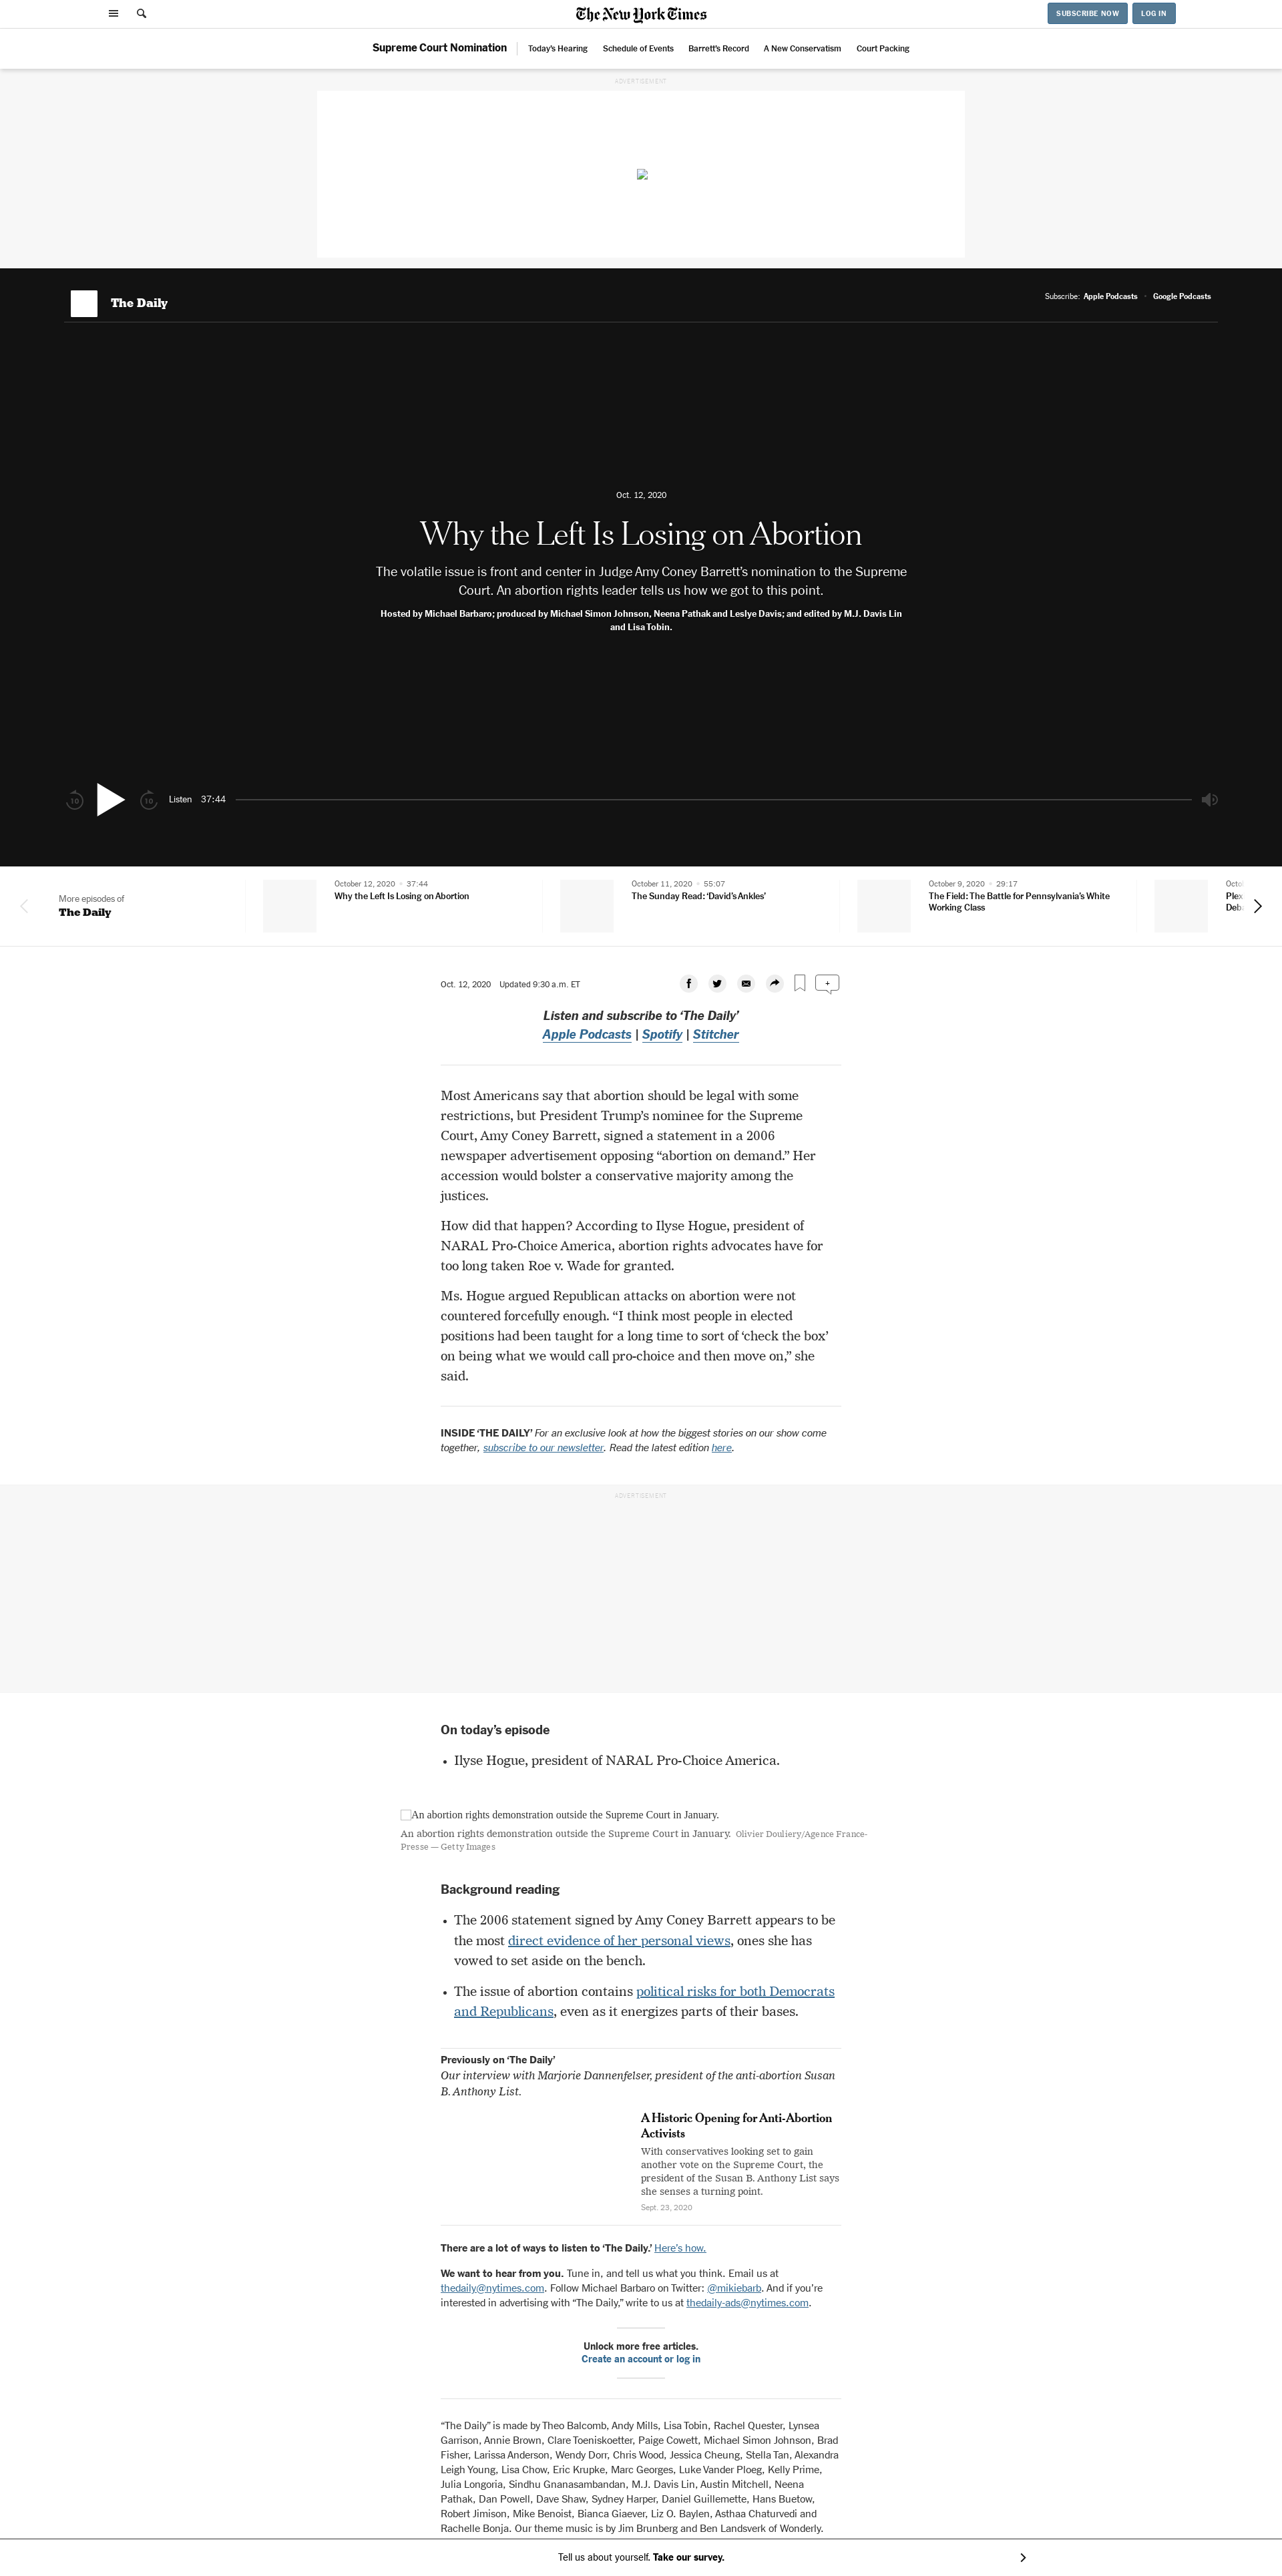 The New York Times
SUBSCRIBE NOW
LOG IN
Supreme Court Nomination
Today's Hearing
Schedule of Events
Barrett's Record
A New Conservatism
Court Packing
ADVERTISEMENT
The Daily
Subscribe: Apple Podcasts • Google Podcasts
Oct. 12, 2020
Why the Left Is Losing on Abortion
The volatile issue is front and center in Judge Amy Coney Barrett's nomination to the Supreme
Court. An abortion rights leader tells us how we got to this point.
Hosted by Michael Barbaro; produced by Michael Simon Johnson, Neena Pathak and Leslye Davis; and edited by M.J. Davis Lin
and Lisa Tobin.
10
10
Listen 37:44
More episodes of
The Daily
October 12, 2020 • 37:44
Why the Left Is Losing on Abortion
October 11, 2020 • 55:07
The Sunday Read: ‘David’s Ankles’
October 9, 2020 • 29:17
The Field: The Battle for Pennsylvania’s White
Working Class
Octo
Plex
Deba
Oct. 12, 2020 Updated 9:30 a.m. ET
+
Listen and subscribe to ‘The Daily’
Apple Podcasts | Spotify | Stitcher
Most Americans say that abortion should be legal with some
restrictions, but President Trump’s nominee for the Supreme
Court, Amy Coney Barrett, signed a statement in a 2006
newspaper advertisement opposing “abortion on demand.” Her
accession would bolster a conservative majority among the
justices.
How did that happen? According to Ilyse Hogue, president of
NARAL Pro-Choice America, abortion rights advocates have for
too long taken Roe v. Wade for granted.
Ms. Hogue argued Republican attacks on abortion were not
countered forcefully enough. “I think most people in elected
positions had been taught for a long time to sort of ‘check the box’
on being what we would call pro-choice and then move on,” she
said.
INSIDE ‘THE DAILY’ For an exclusive look at how the biggest stories on our show come
together, subscribe to our newsletter. Read the latest edition here.
ADVERTISEMENT
On today’s episode
• Ilyse Hogue, president of NARAL Pro-Choice America.
An abortion rights demonstration outside the Supreme Court in January.
An abortion rights demonstration outside the Supreme Court in January. Olivier Douliery/Agence France-
Presse — Getty Images
Background reading
• The 2006 statement signed by Amy Coney Barrett appears to be
the most direct evidence of her personal views, ones she has
vowed to set aside on the bench.
• The issue of abortion contains political risks for both Democrats
and Republicans, even as it energizes parts of their bases.
Previously on ‘The Daily’
Our interview with Marjorie Dannenfelser, president of the anti-abortion Susan
B. Anthony List.
A Historic Opening for Anti-Abortion
Activists
With conservatives looking set to gain
another vote on the Supreme Court, the
president of the Susan B. Anthony List says
she senses a turning point.
Sept. 23, 2020
There are a lot of ways to listen to ‘The Daily.’ Here’s how.
We want to hear from you. Tune in, and tell us what you think. Email us at
thedaily@nytimes.com. Follow Michael Barbaro on Twitter: @mikiebarb. And if you’re
interested in advertising with “The Daily,” write to us at thedaily-ads@nytimes.com.
Unlock more free articles.
Create an account or log in
“The Daily” is made by Theo Balcomb, Andy Mills, Lisa Tobin, Rachel Quester, Lynsea
Garrison, Annie Brown, Clare Toeniskoetter, Paige Cowett, Michael Simon Johnson, Brad
Fisher, Larissa Anderson, Wendy Dorr, Chris Wood, Jessica Cheung, Stella Tan, Alexandra
Leigh Young, Lisa Chow, Eric Krupke, Marc Georges, Luke Vander Ploeg, Kelly Prime,
Julia Longoria, Sindhu Gnanasambandan, M.J. Davis Lin, Austin Mitchell, Neena
Pathak, Dan Powell, Dave Shaw, Sydney Harper, Daniel Guillemette, Hans Buetow,
Robert Jimison, Mike Benoist, Bianca Giaever, Liz O. Baylen, Asthaa Chaturvedi and
Rachelle Bonja. Our theme music is by Jim Brunberg and Ben Landsverk of Wonderly.
Tell us about yourself. Take our survey.